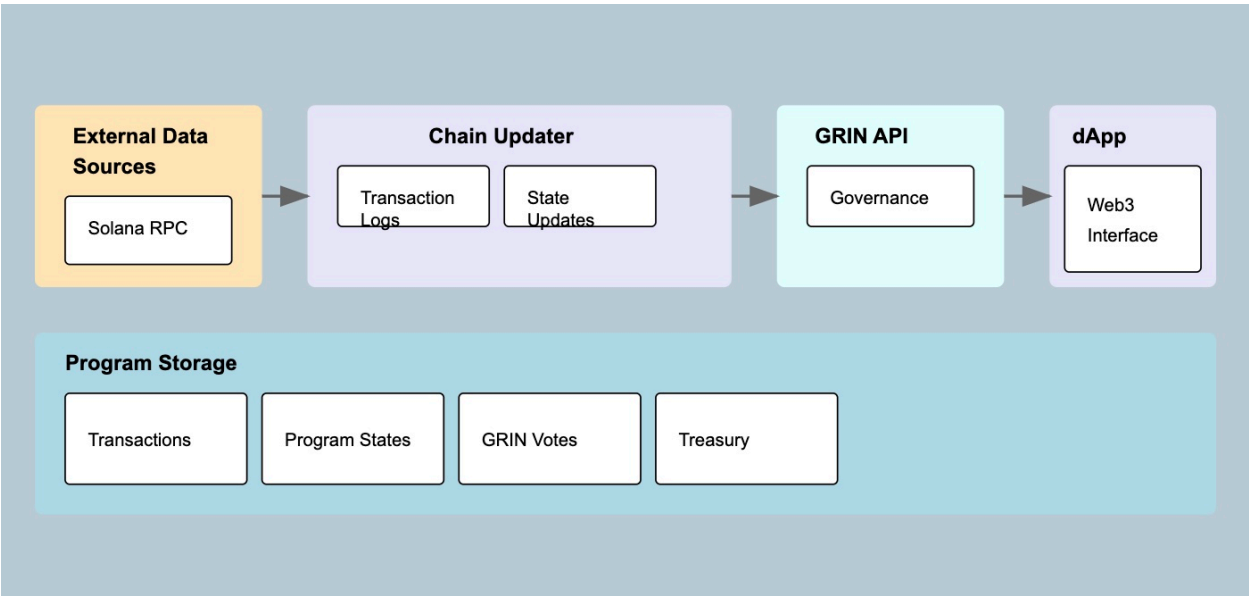 External Data
Sources
Solana RPC
Chain Updater
Transaction
Logs
State
Updates
GRIN API
Governance
dApp
Web3
Interface
Program Storage
Transactions
Program States
GRIN Votes
Treasury